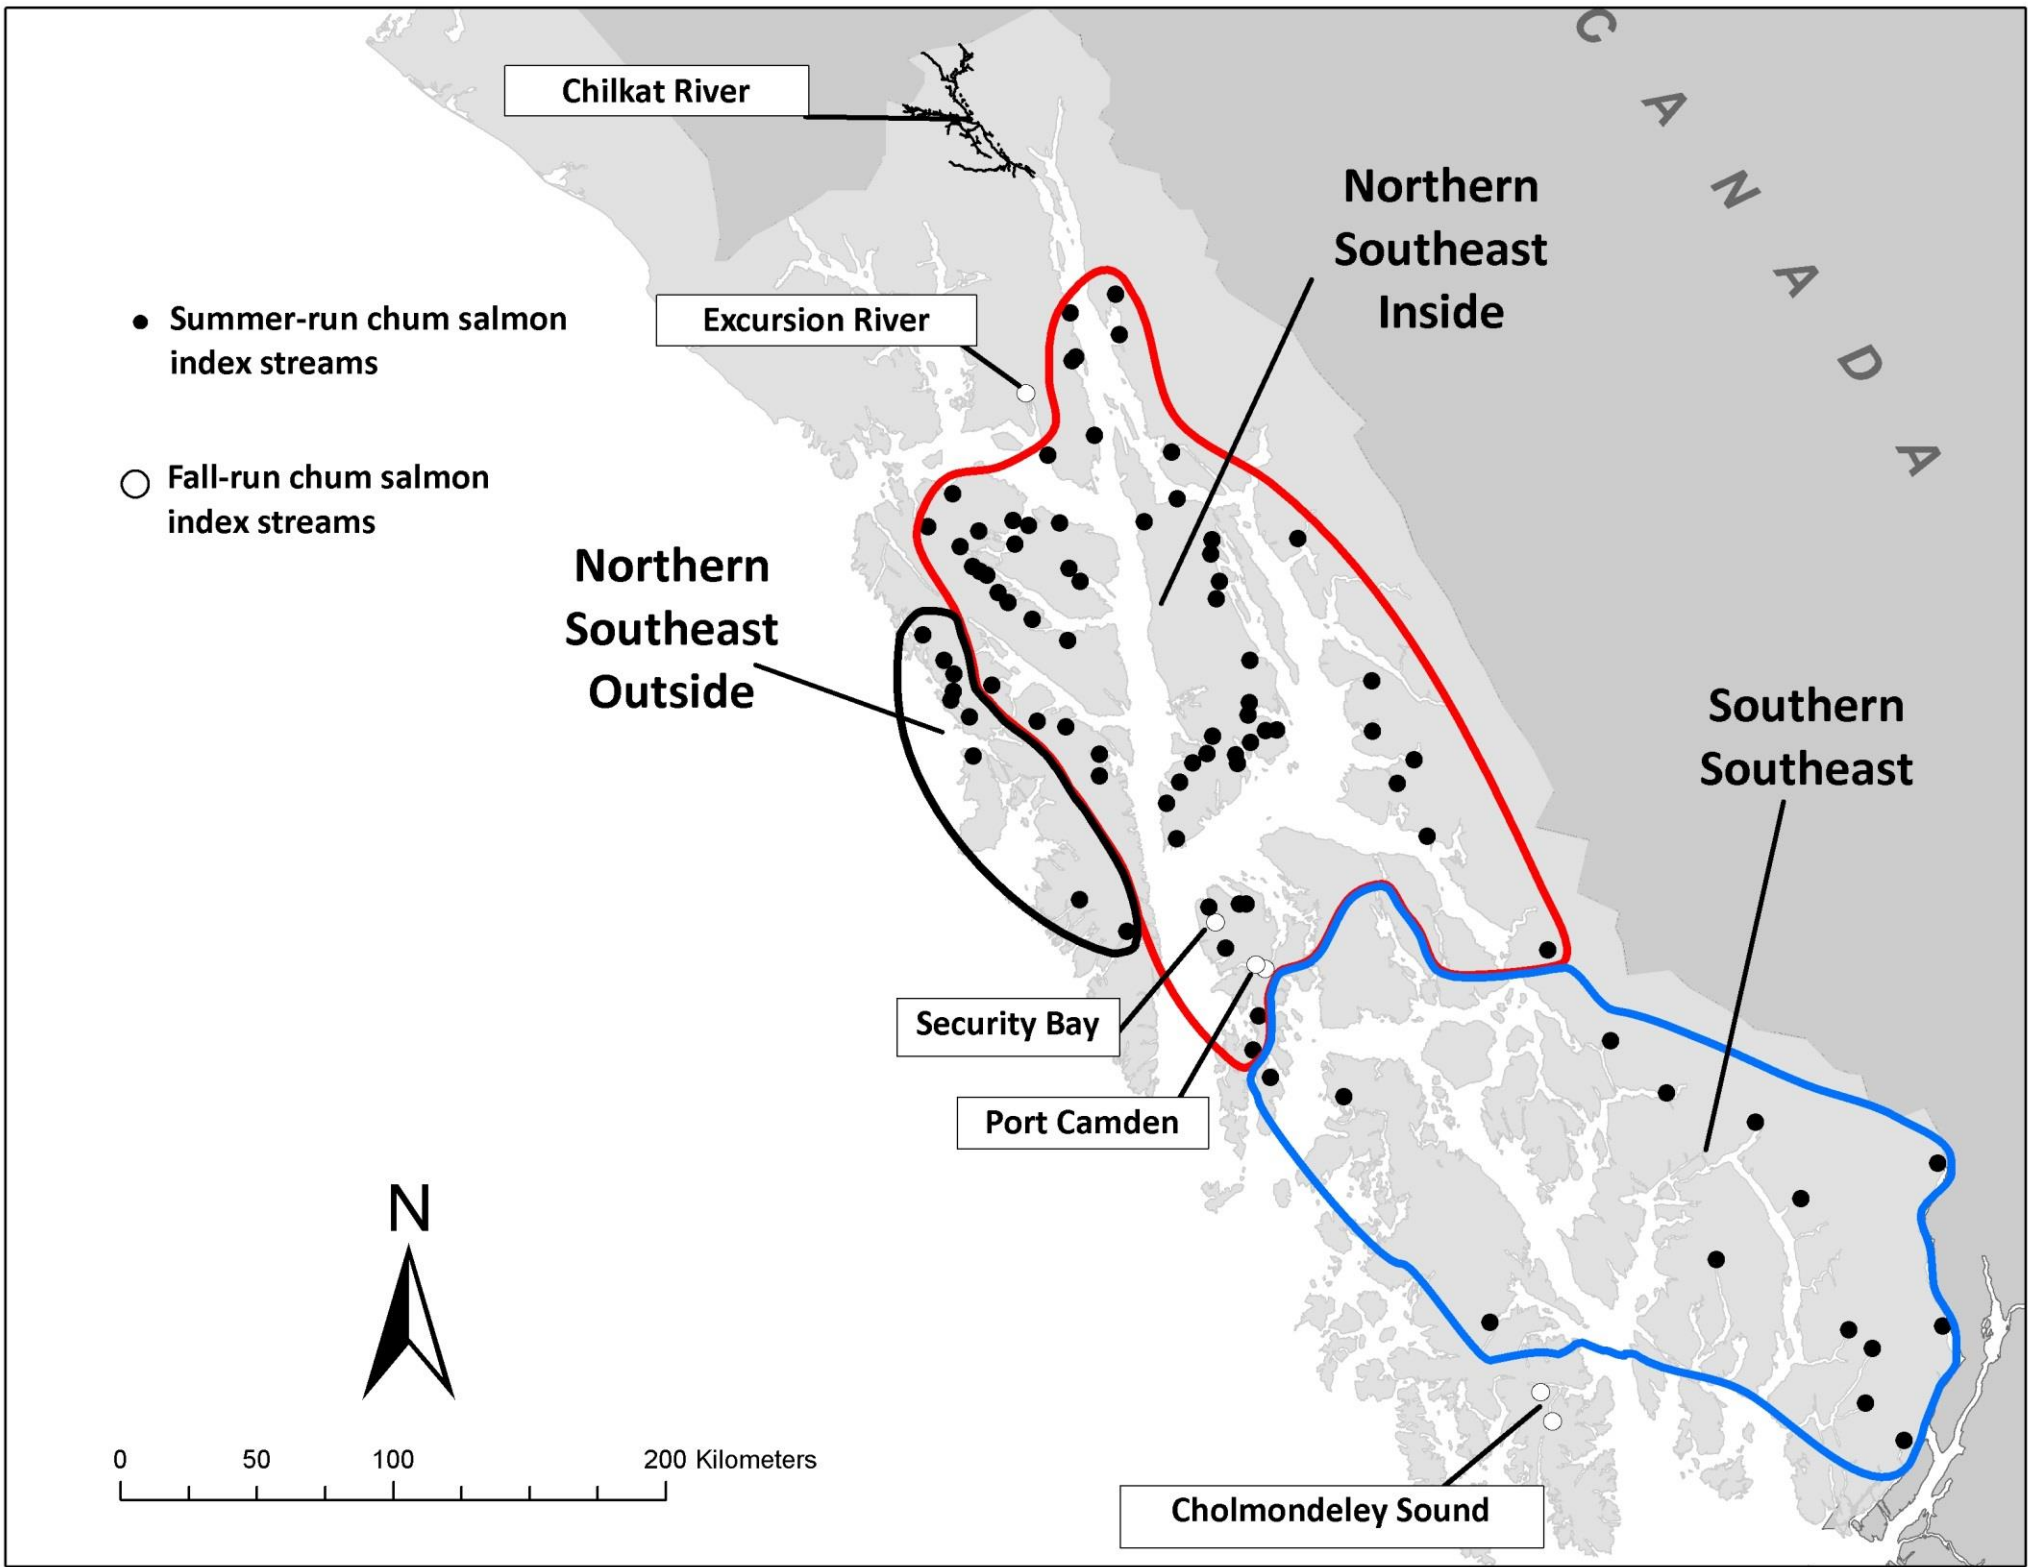 Chilkat River
C A N A D A
Northern
Southeast
Inside
Excursion River
Summer-run chum salmon
index streams
Fall-run chum salmon
index streams
Northern
Southeast
Outside
Southern
Southeast
Security Bay
Port Camden
N
0 50 100 200 Kilometers
Cholmondeley Sound